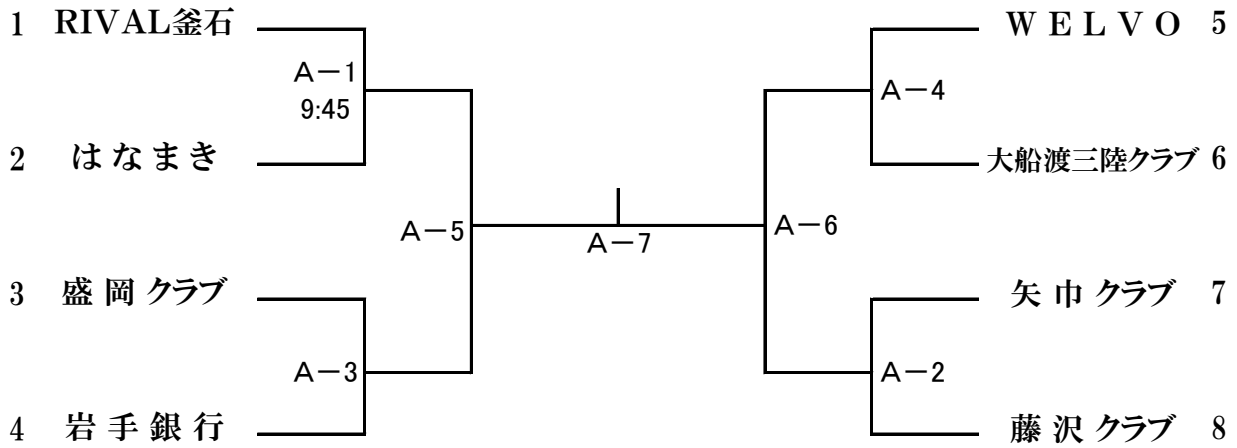 1 RIVAL釜石
A－1
9:45
2 はなまき
A－5
3 盛岡クラブ
A－3
4 岩手銀行
A－7
WELVO 5
A－4
大船渡三陸クラブ 6
A－6
矢巾クラブ 7
A－2
藤沢クラブ 8